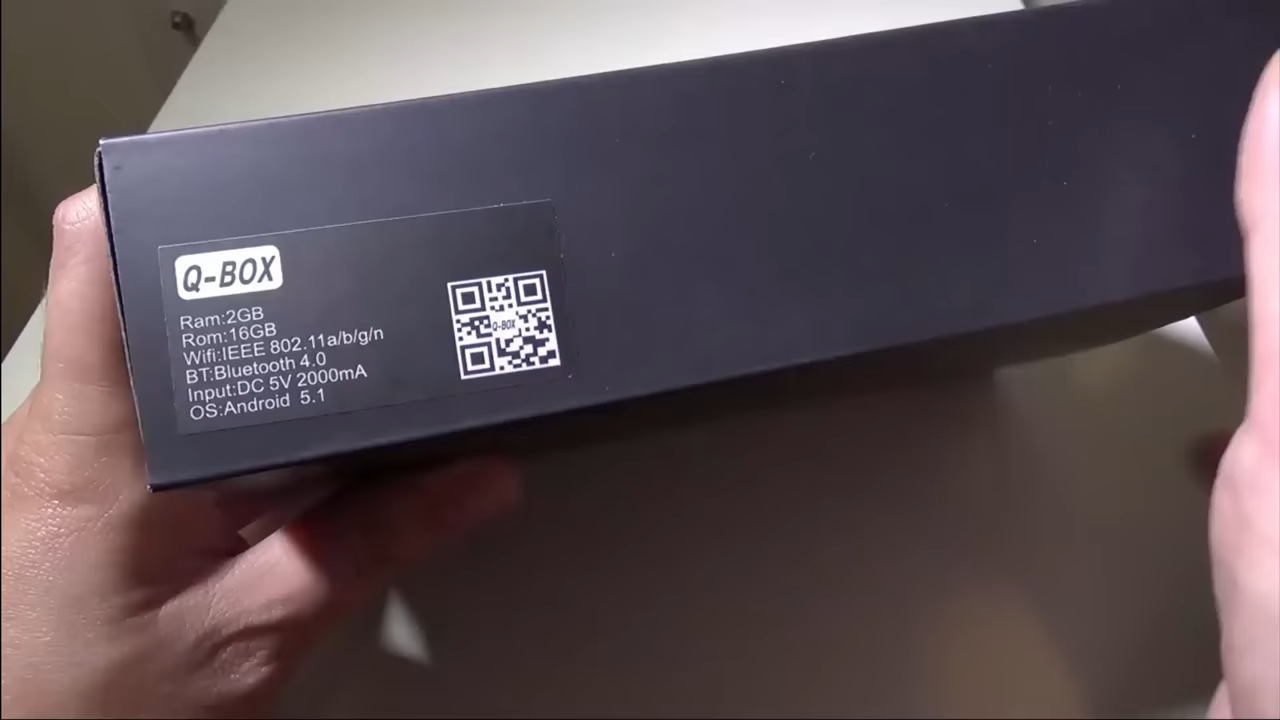 Q-BOX
Ram:2GB
Rom:16GB
Wifi:IEEE 802.11a/b/g/n
BT:Bluetooth 4.0
Input:DC 5V 2000mA
OS:Android 5.1
Q-BOX